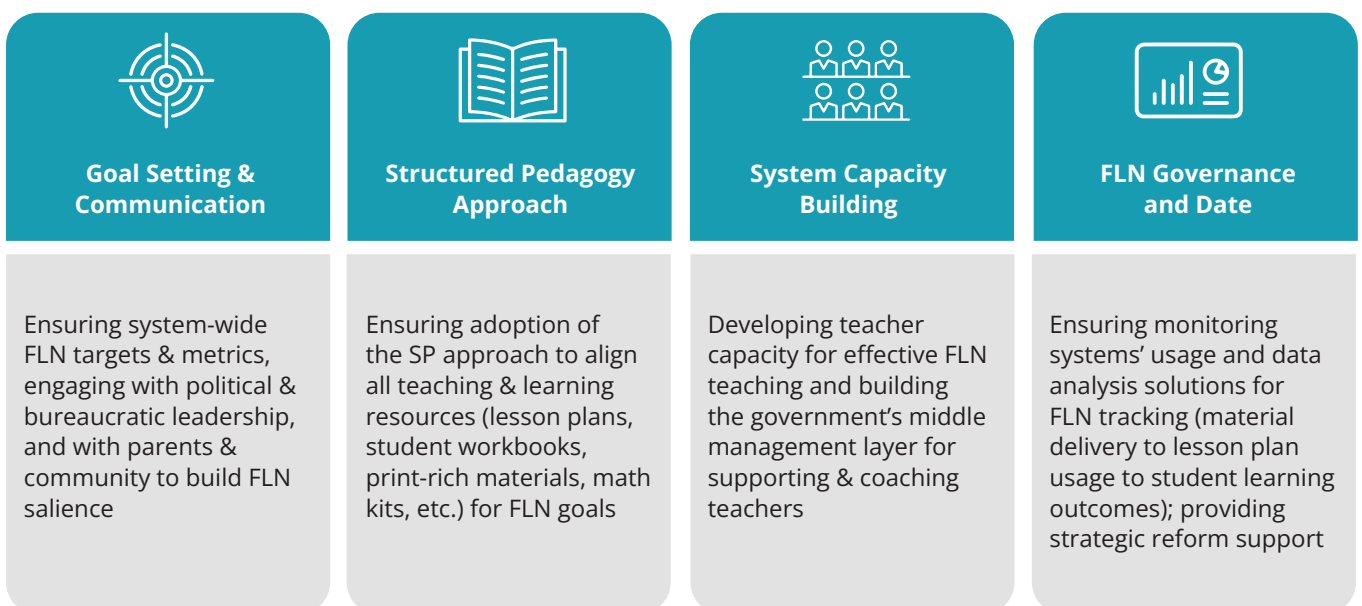 Goal Setting &
Communication
Ensuring system-wide
FLN targets & metrics,
engaging with political &
bureaucratic leadership,
and with parents &
community to build FLN
salience
Structured Pedagogy
Approach
Ensuring adoption of
the SP approach to align
all teaching & learning
resources (lesson plans,
student workbooks,
print-rich materials, math
kits, etc.) for FLN goals
System Capacity
Building
Developing teacher
capacity for effective FLN
teaching and building
the government’s middle
management layer for
supporting & coaching
teachers
FLN Governance
and Date
Ensuring monitoring
systems’ usage and data
analysis solutions for
FLN tracking (material
delivery to lesson plan
usage to student learning
outcomes); providing
strategic reform support